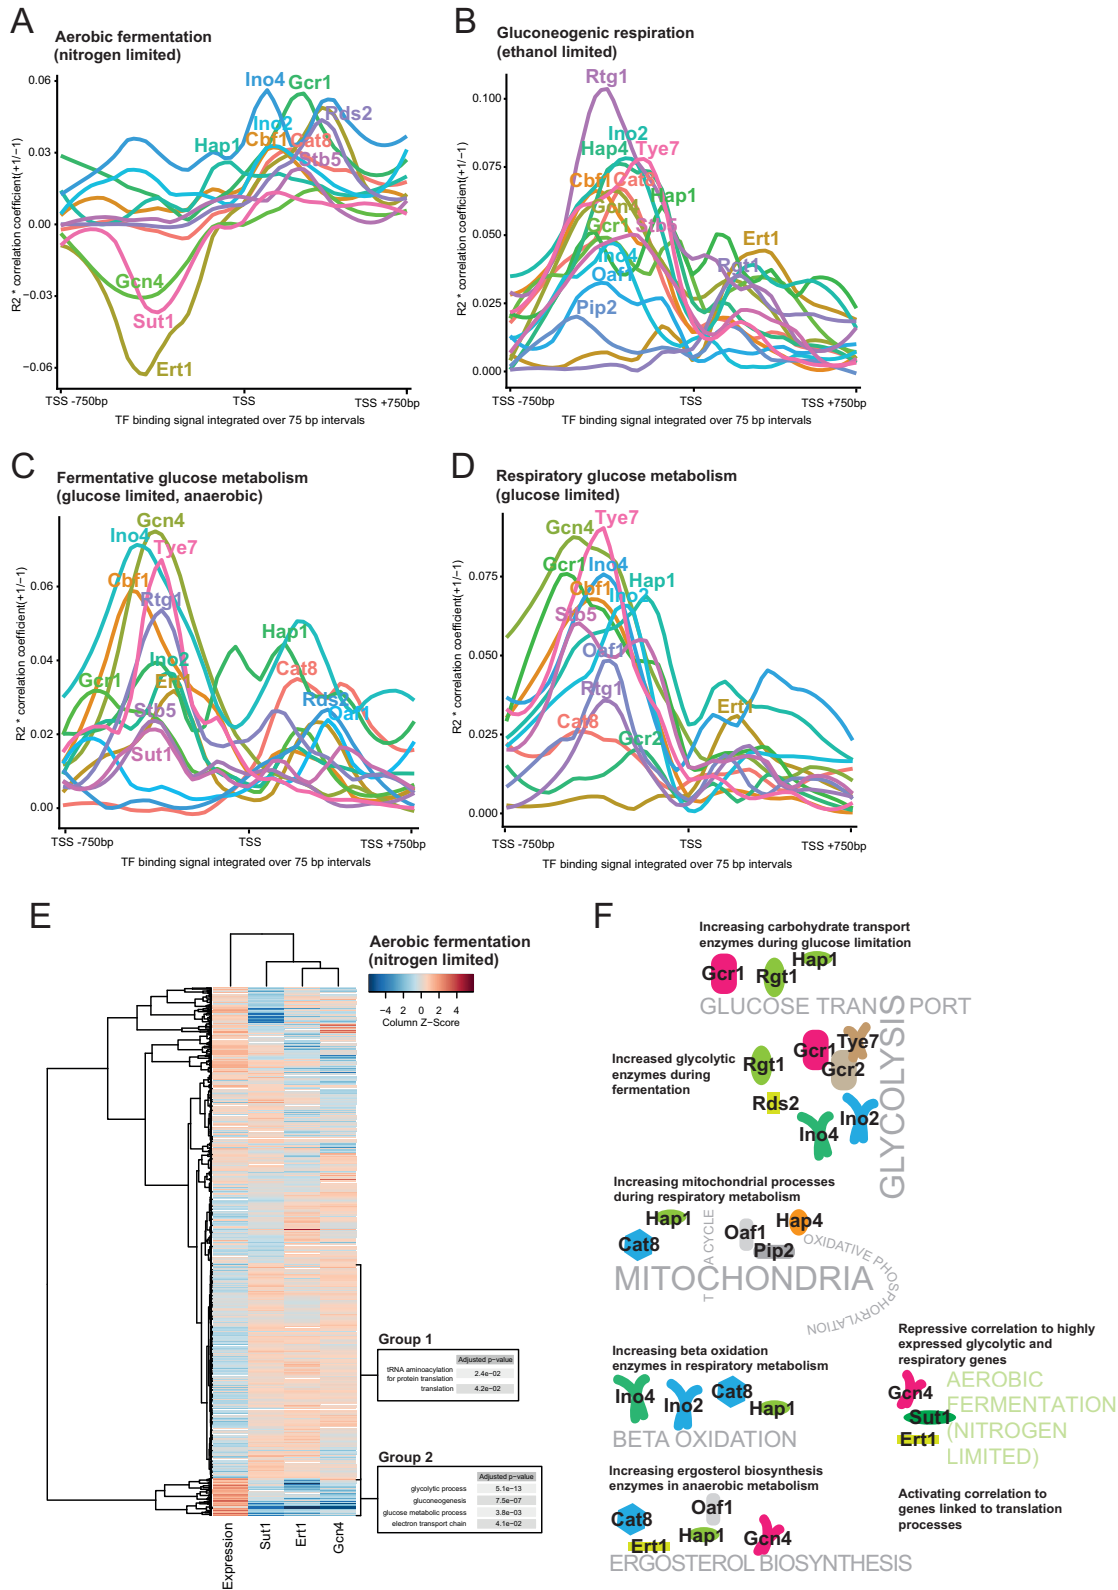 A
Aerobic fermentation
(nitrogen limited)
R2 * correlation coefficient(+1/−1)
0.06
0.03
0.00
−0.03
−0.06
Ino4
Gcr1
Rds2
Ino2
Cbf1
Cat8
Hap1
Stb5
Gcn4
Sut1
Ert1
TSS -750bp
TSS
TSS +750bp
TF binding signal integrated over 75 bp intervals
B
Gluconeogenic respiration
(ethanol limited)
R2 * correlation coefficient(+1/−1)
0.100
0.075
0.050
0.025
0.000
Rtg1
Ino2
Hap4
Tye7
Cbf1
Cat8
Hap1
Gcn4
Gcr1
Stb5
Ert1
Ino4
Rgt1
Oaf1
Pip2
TSS -750bp
TSS
TSS +750bp
TF binding signal integrated over 75 bp intervals
C
Fermentative glucose metabolism
(glucose limited, anaerobic)
R2 * correlation coefficient(+1/−1)
0.06
0.04
0.02
0.00
Gcn4
Ino4
Tye7
Cbf1
Rtg1
Hap1
Ino2
Cat8
Gcr1
Ert1
Rds2
Stb5
Oaf1
Sut1
TSS -750bp
TSS
TSS +750bp
TF binding signal integrated over 75 bp intervals
D
Respiratory glucose metabolism
(glucose limited)
R2 * correlation coefficient(+1/−1)
0.075
0.050
0.025
0.000
Tye7
Gcn4
Gcr1
Ino4
Hap1
Cbf1
Ino2
Stb5
Oaf1
Rtg1
Ert1
Cat8
Gcr2
TSS -750bp
TSS
TSS +750bp
TF binding signal integrated over 75 bp intervals
E
Aerobic fermentation
(nitrogen limited)
−4 2 0 2 4
Column Z−Score
Group 1
Adjusted p−value
tRNA aminoacylation
for protein translation 2.4e−02
translation 4.2e−02
Group 2
Adjusted p−value
glycolytic process 5.1e−13
gluconeogenesis 7.5e−07
glucose metabolic process 3.8e−03
electron transport chain 4.1e−02
Expression
Sut1
Ert1
Gcn4
F
Increasing carbohydrate transport
enzymes during glucose limitation
Gcr1
Rgt1
Hap1
GLUCOSE TRANSPORT
GLYCOLYSIS
Increased glycolytic
enzymes during
fermentation
Rgt1
Gcr1
Tye7
Gcr2
Rds2
Ino4
Ino2
Increasing mitochondrial processes
during respiratory metabolism
Hap1
Cat8
TCA CYCLE
Oaf1
Hap4
Pip2
OXIDATIVE PHOSPHORYLATION
MITOCHONDRIA
Increasing beta oxidation
enzymes in respiratory metabolism
Ino4
Ino2
Cat8
Hap1
BETA OXIDATION
Increasing ergosterol biosynthesis
enzymes in anaerobic metabolism
Cat8
Oaf1
Ert1
Hap1
Gcn4
ERGOSTEROL BIOSYNTHESIS
Repressive correlation to highly
expressed glycolytic and
respiratory genes
Gcn4
Sut1
Ert1
AEROBIC
FERMENTATION
(NITROGEN
LIMITED)
Activating correlation to
genes linked to translation
processes